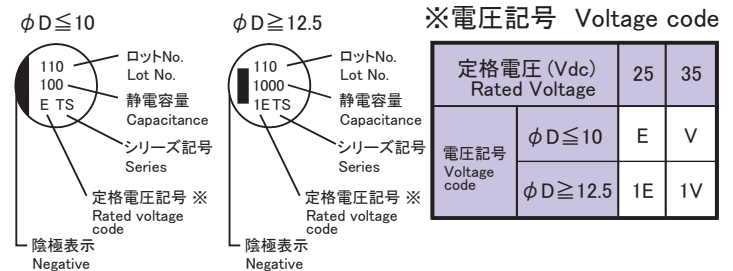 φD≦10
110
100
E TS
ロットNo.
Lot No.
静電容量
Capacitance
シリーズ記号
Series
定格電圧記号 ※
Rated voltage
code
陰極表示
Negative
φD≧12.5
110
1000
1E TS
ロットNo.
Lot No.
静電容量
Capacitance
シリーズ記号
Series
定格電圧記号 ※
Rated voltage
code
陰極表示
Negative
※電圧記号 Voltage code
定格電圧 (Vdc) 25 35
Rated Voltage
電圧記号
Voltage
code
φD≦10 E V
φD≧12.5 1E 1V